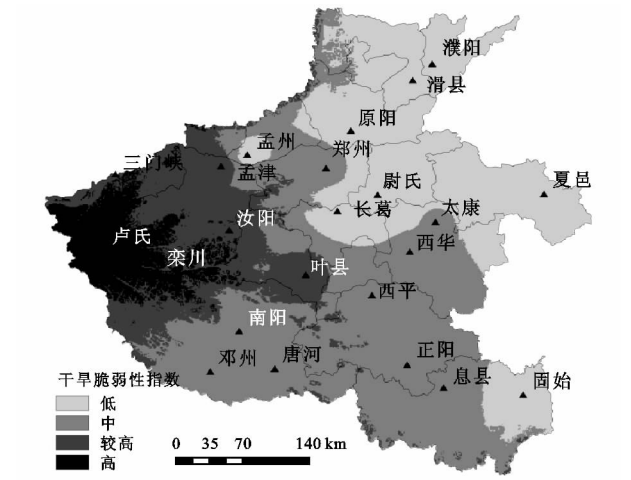 濮阳
滑县
原阳
孟州
郑州
三门峡
孟津
尉氏
夏邑
长葛
太康
汝阳
卢氏
西华
栾川
叶县
西平
南阳
邓州
唐河
正阳
息县
固始
干旱脆弱性指数
低
中
较高
高
0 35 70 140 km